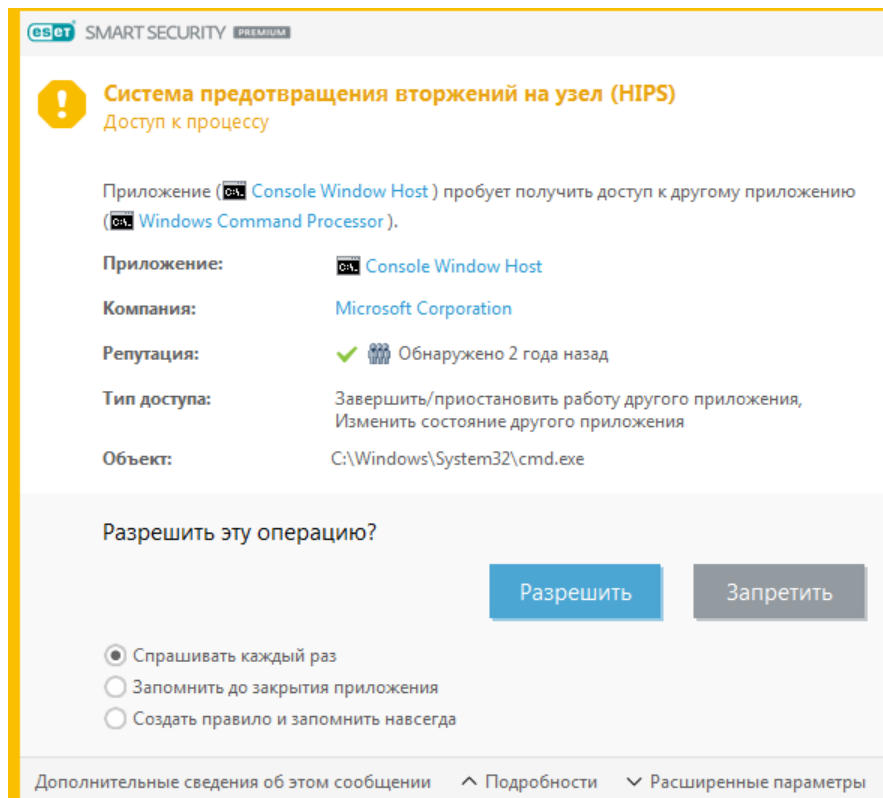 eset SMART SECURITY PREMIUM
Система предотвращения вторжений на узел (HIPS)
Доступ к процессу
Приложение ( Console Window Host ) пробует получить доступ к другому приложению
( Windows Command Processor ).
Приложение: Console Window Host
Компания: Microsoft Corporation
Репутация: Обнаружено 2 года назад
Тип доступа: Завершить/приостановить работу другого приложения,
Изменить состояние другого приложения
Объект: C:\Windows\System32\cmd.exe
Разрешить эту операцию?
Разрешить Запретить
Спрашивать каждый раз
Запомнить до закрытия приложения
Создать правило и запомнить навсегда
Дополнительные сведения об этом сообщении Подробности Расширенные параметры